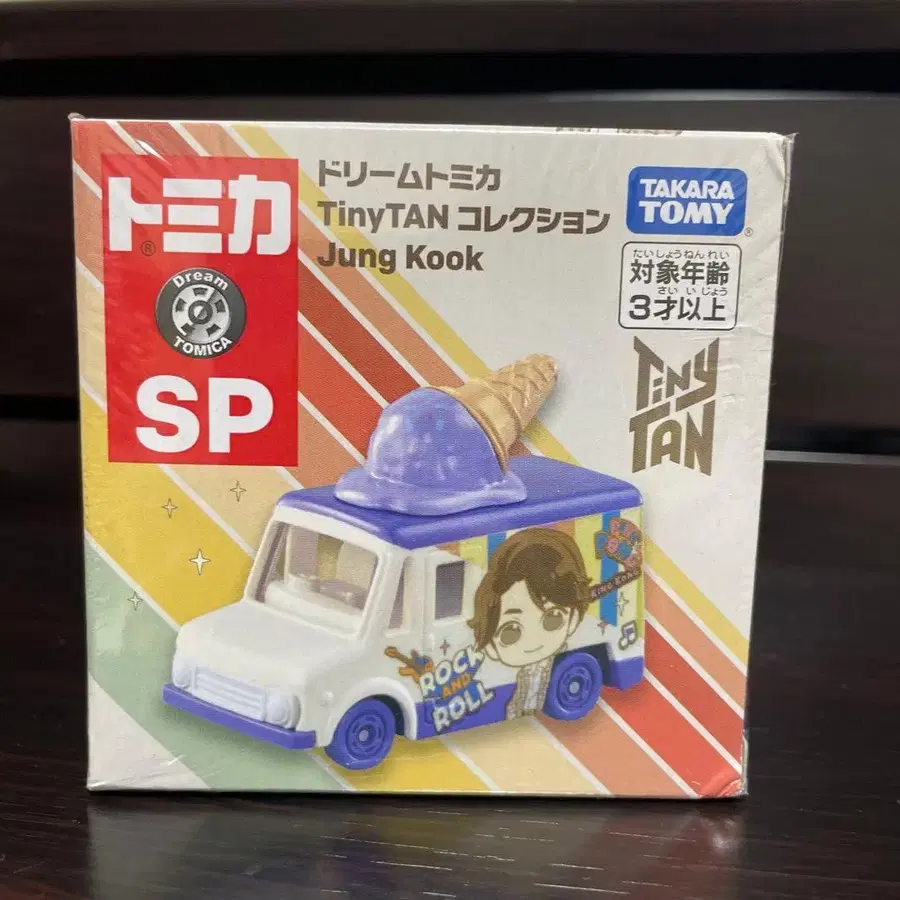 トミカ
®
Dream
TOMICA
SP
ドリームトミカ
TinyTAN コレクション
Jung Kook
TAKARA
TOMY
®
たいしょうねんれい
対象年齢
さい いじょう
3才以上
TinyTAN
ROCK
AND
ROLL
KING KONG